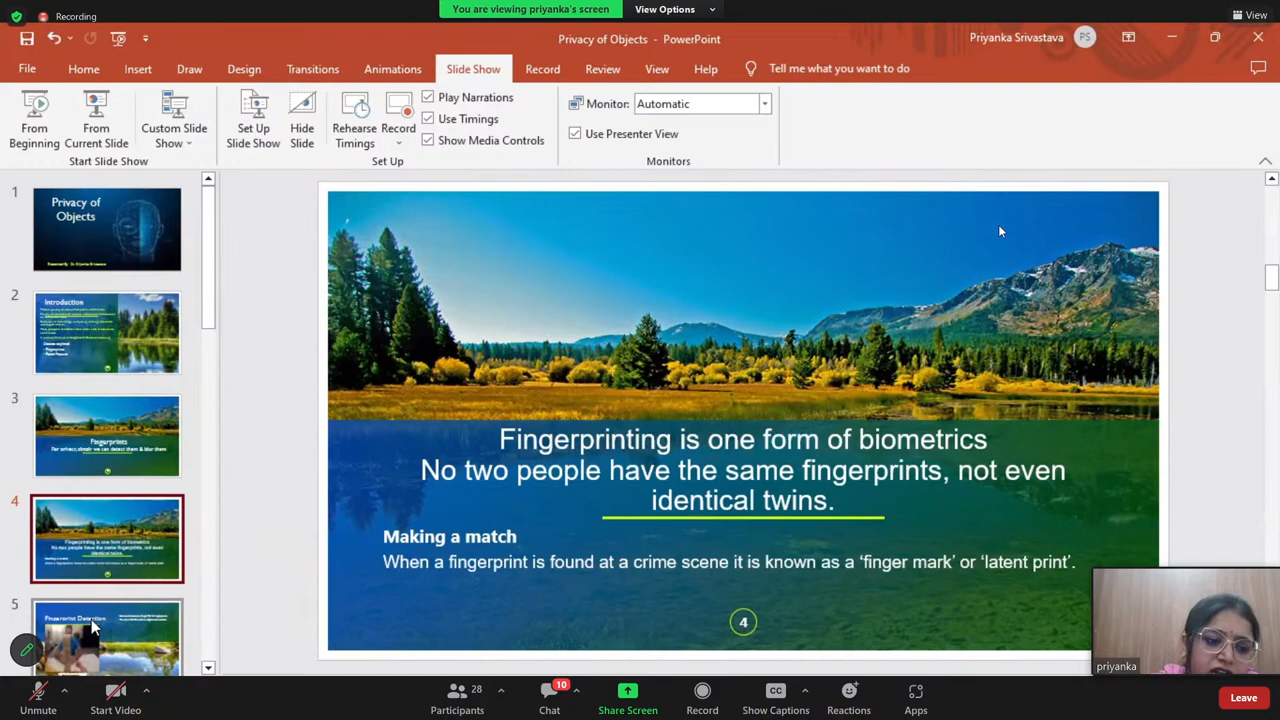 Recording
You are viewing priyanka's screen
View Options
View
Privacy of Objects - PowerPoint
Priyanka Srivastava
PS
File
Home
Insert
Draw
Design
Transitions
Animations
Slide Show
Record
Review
View
Help
Tell me what you want to do
From Beginning
From Current Slide
Custom Slide Show
Start Slide Show
Set Up Slide Show
Hide Slide
Rehearse Timings
Record
Play Narrations
Use Timings
Show Media Controls
Set Up
Monitor:
Automatic
Use Presenter View
Monitors
1
Privacy of
Objects
2
Introduction
3
Fingerprints
4
5
Fingerprint Detection
Fingerprinting is one form of biometrics
No two people have the same fingerprints, not even
identical twins.
Making a match
When a fingerprint is found at a crime scene it is known as a ‘finger mark’ or ‘latent print’.
4
priyanka
Unmute
Start Video
28
Participants
10
Chat
Share Screen
Record
CC
Show Captions
Reactions
Apps
Leave